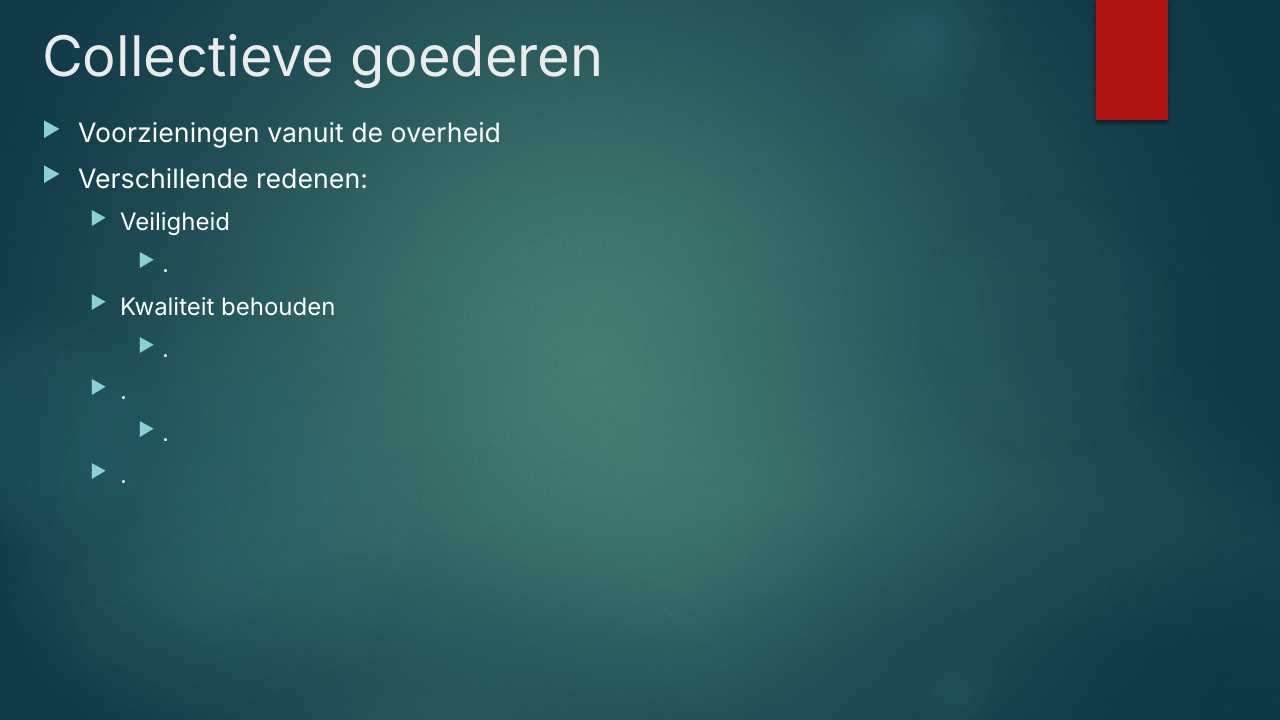 Collectieve goederen
Voorzieningen vanuit de overheid
Verschillende redenen:
Veiligheid
.
Kwaliteit behouden
.
.
.
.